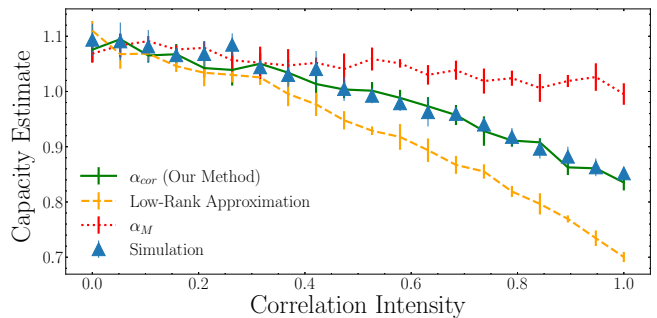 1.1
1.0
0.9
0.8
0.7
Capacity Estimate
α_cor (Our Method)
Low-Rank Approximation
α_M
Simulation
0.0 0.2 0.4 0.6 0.8 1.0
Correlation Intensity